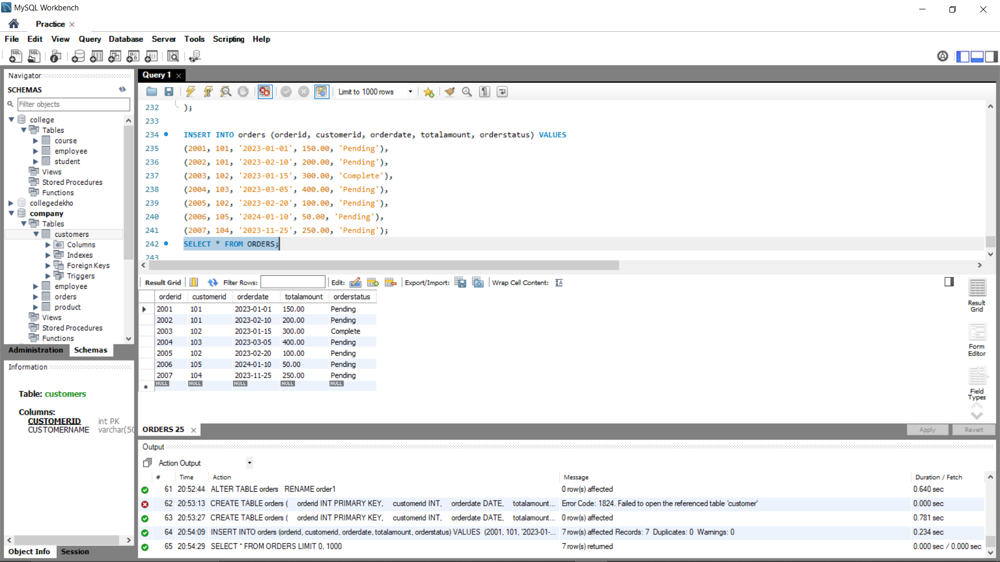 MySQL Workbench
Practice
File Edit View Query Database Server Tools Scripting Help
Navigator
SCHEMAS
Filter objects
college
Tables
course
employee
student
Views
Stored Procedures
Functions
collegedekho
company
Tables
customers
Columns
Indexes
Foreign Keys
Triggers
employee
orders
product
Views
Stored Procedures
Functions
Administration Schemas
Information
Table: customers
Columns:
CUSTOMERID int PK
CUSTOMERNAME varchar(50
Object Info Session
Query 1
Limit to 1000 rows
232 );
233
234 INSERT INTO orders (orderid, customerid, orderdate, totalamount, orderstatus) VALUES
235 (2001, 101, '2023-01-01', 150.00, 'Pending'),
236 (2002, 101, '2023-02-10', 200.00, 'Pending'),
237 (2003, 102, '2023-01-15', 300.00, 'Complete'),
238 (2004, 103, '2023-03-05', 400.00, 'Pending'),
239 (2005, 102, '2023-02-20', 100.00, 'Pending'),
240 (2006, 105, '2024-01-10', 50.00, 'Pending'),
241 (2007, 104, '2023-11-25', 250.00, 'Pending');
242 SELECT * FROM ORDERS;
243
Result Grid Filter Rows: Edit: Export/Import: Wrap Cell Content:
orderid customerid orderdate totalamount orderstatus
2001 101 2023-01-01 150.00 Pending
2002 101 2023-02-10 200.00 Pending
2003 102 2023-01-15 300.00 Complete
2004 103 2023-03-05 400.00 Pending
2005 102 2023-02-20 100.00 Pending
2006 105 2024-01-10 50.00 Pending
2007 104 2023-11-25 250.00 Pending
NULL NULL NULL NULL NULL
Result
Grid
Form
Editor
Field
Types
ORDERS 25
Apply Revert
Output
Action Output
# Time Action Message Duration / Fetch
61 20:52:44 ALTER TABLE orders RENAME order1 0 row(s) affected 0.640 sec
62 20:53:13 CREATE TABLE orders ( orderid INT PRIMARY KEY, customerid INT, orderdate DATE, totalamount... Error Code: 1824. Failed to open the referenced table 'customer' 0.000 sec
63 20:53:27 CREATE TABLE orders ( orderid INT PRIMARY KEY, customerid INT, orderdate DATE, totalamount... 0 row(s) affected 0.781 sec
64 20:54:09 INSERT INTO orders (orderid, customerid, orderdate, totalamount, orderstatus) VALUES (2001, 101, '2023-01-... 7 row(s) affected Records: 7 Duplicates: 0 Warnings: 0 0.234 sec
65 20:54:29 SELECT * FROM ORDERS LIMIT 0, 1000 7 row(s) returned 0.000 sec / 0.000 sec